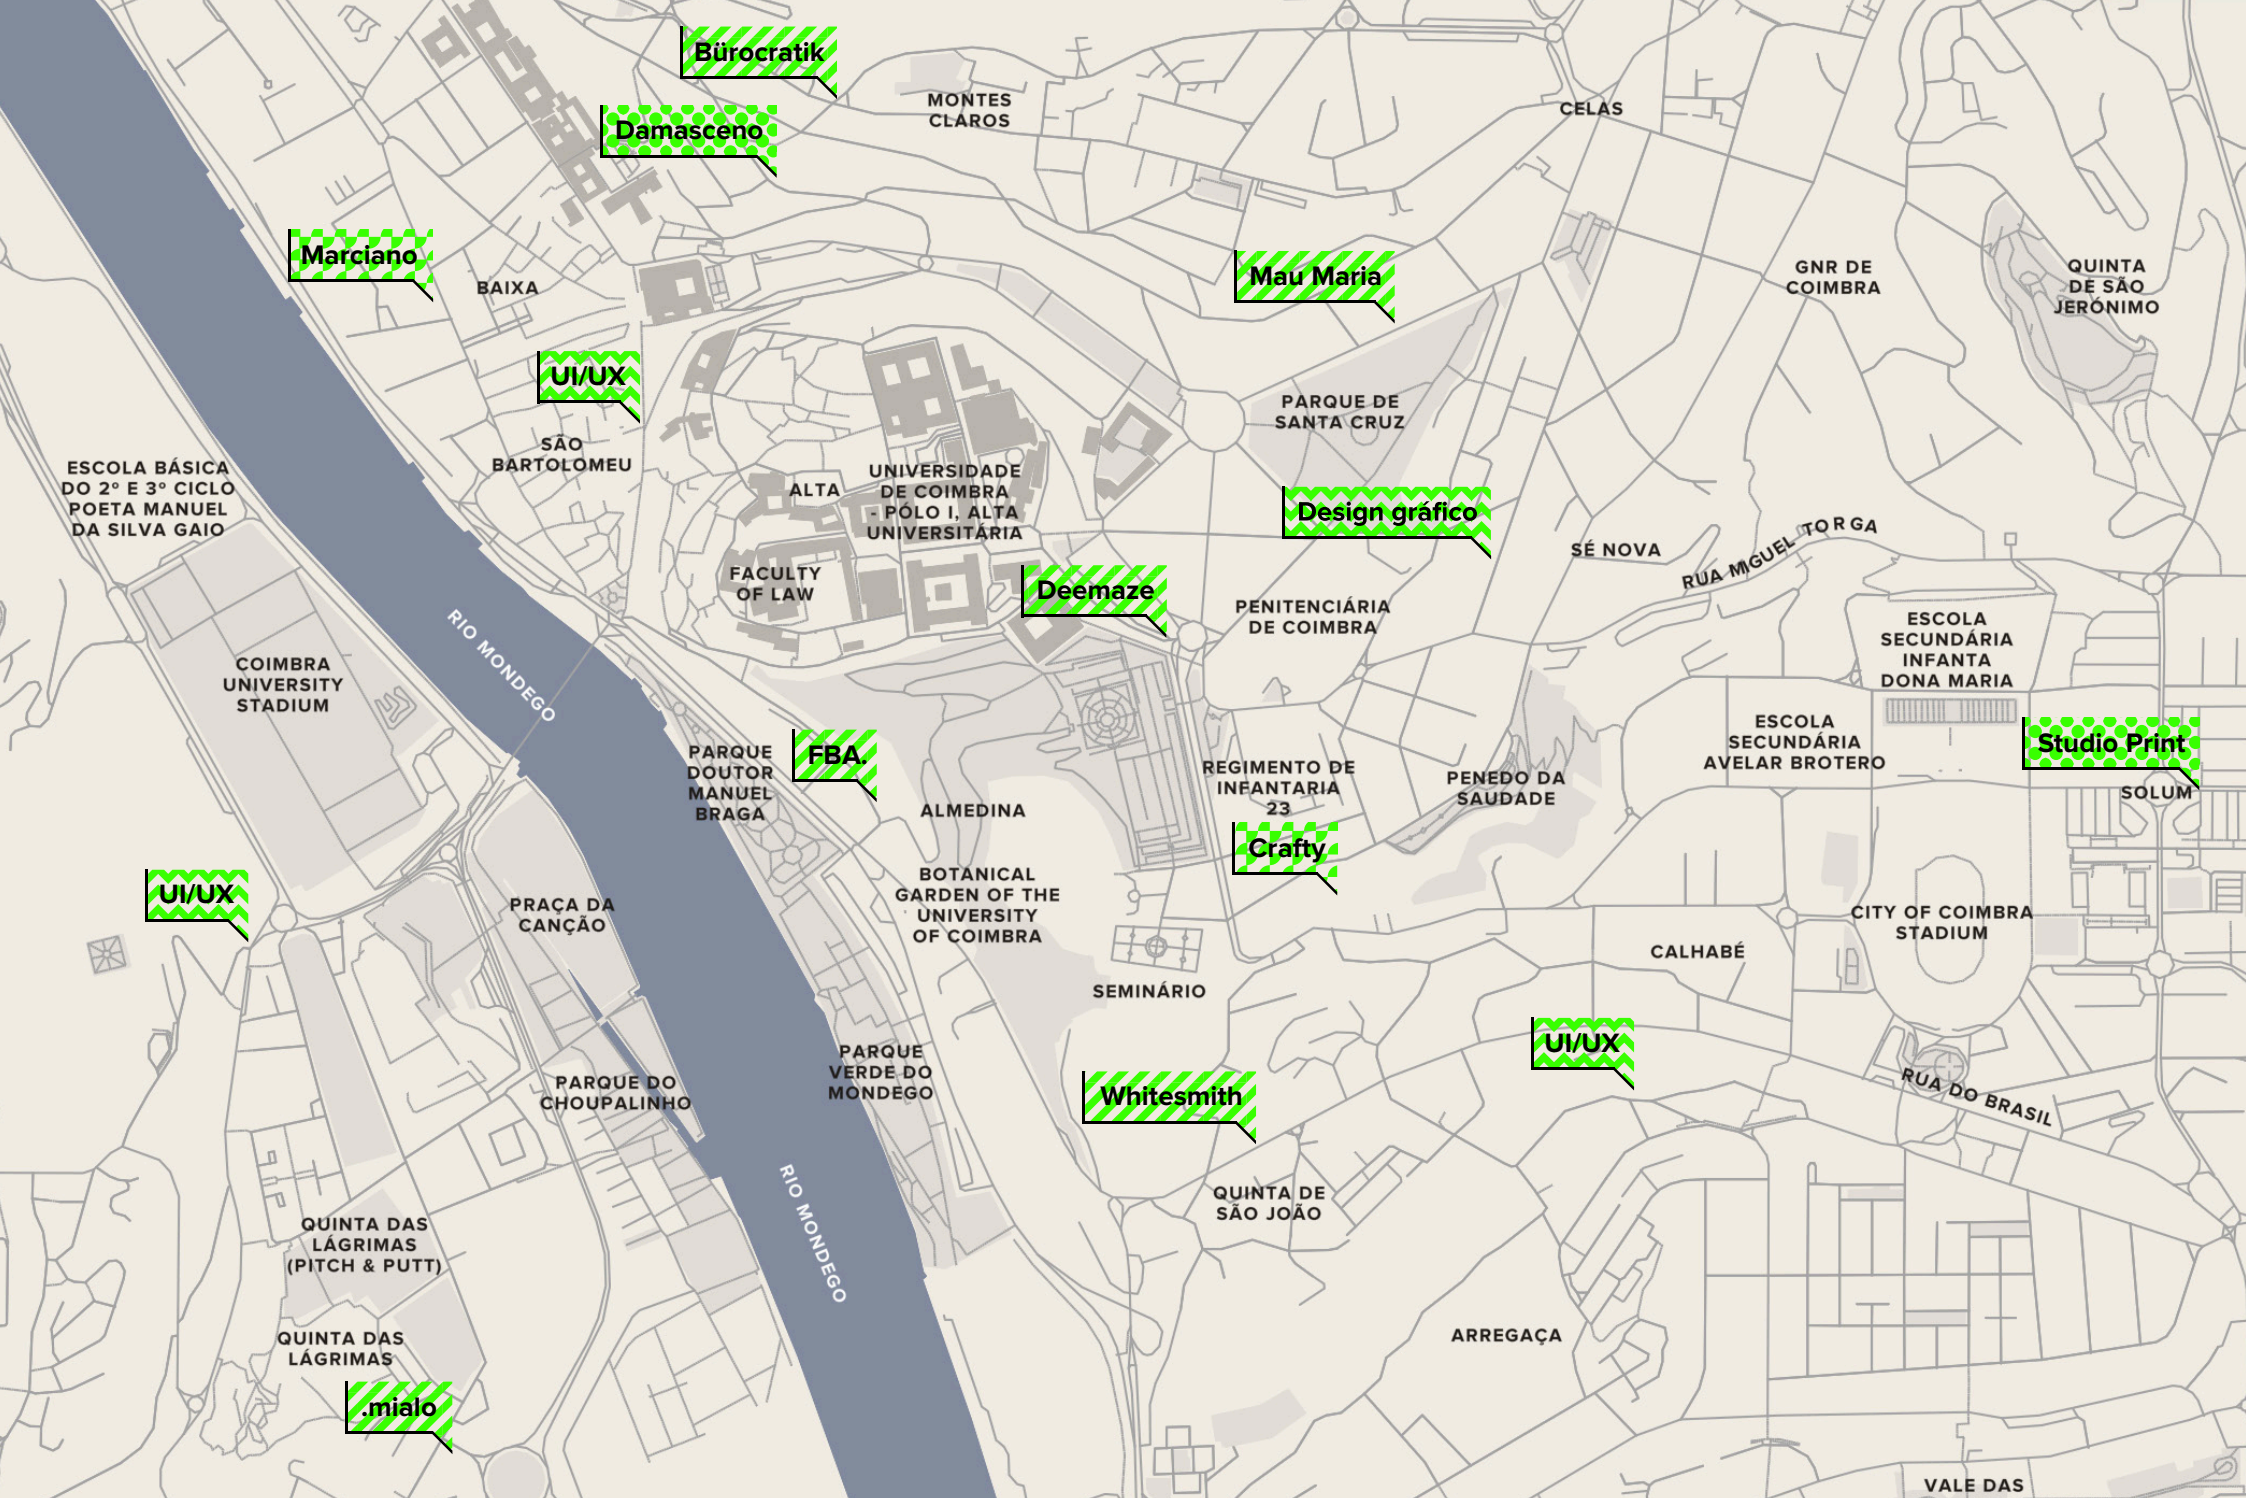 Bürocratik
MONTES
CLAROS
CELAS
Damasceno
Marciano
BAIXA
Mau Maria
GNR DE
COIMBRA
QUINTA
DE SÃO
JERÓNIMO
UI/UX
PARQUE DE
SANTA CRUZ
SÃO
BARTOLOMEU
ESCOLA BÁSICA
DO 2º E 3º CICLO
POETA MANUEL
DA SILVA GAIO
ALTA
UNIVERSIDADE
DE COIMBRA
- PÓLO I, ALTA
UNIVERSITÁRIA
Design gráfico
SÉ NOVA
RUA MIGUEL TORGA
FACULTY
OF LAW
Deemaze
PENITENCIÁRIA
DE COIMBRA
ESCOLA
SECUNDÁRIA
INFANTA
DONA MARIA
RIO MONDEGO
COIMBRA
UNIVERSITY
STADIUM
PARQUE
DOUTOR
MANUEL
BRAGA
FBA.
ALMEDINA
REGIMENTO DE
INFANTARIA
23
PENEDO DA
SAUDADE
ESCOLA
SECUNDÁRIA
AVELAR BROTERO
Studio Print
SOLUM
Crafty
UI/UX
PRAÇA DA
CANÇÃO
BOTANICAL
GARDEN OF THE
UNIVERSITY
OF COIMBRA
CITY OF COIMBRA
STADIUM
CALHABÉ
SEMINÁRIO
UI/UX
PARQUE
VERDE DO
MONDEGO
PARQUE DO
CHOUPALINHO
Whitesmith
RUA DO BRASIL
RIO MONDEGO
QUINTA DE
SÃO JOÃO
QUINTA DAS
LÁGRIMAS
(PITCH & PUTT)
QUINTA DAS
LÁGRIMAS
ARREGAÇA
.mialo
VALE DAS